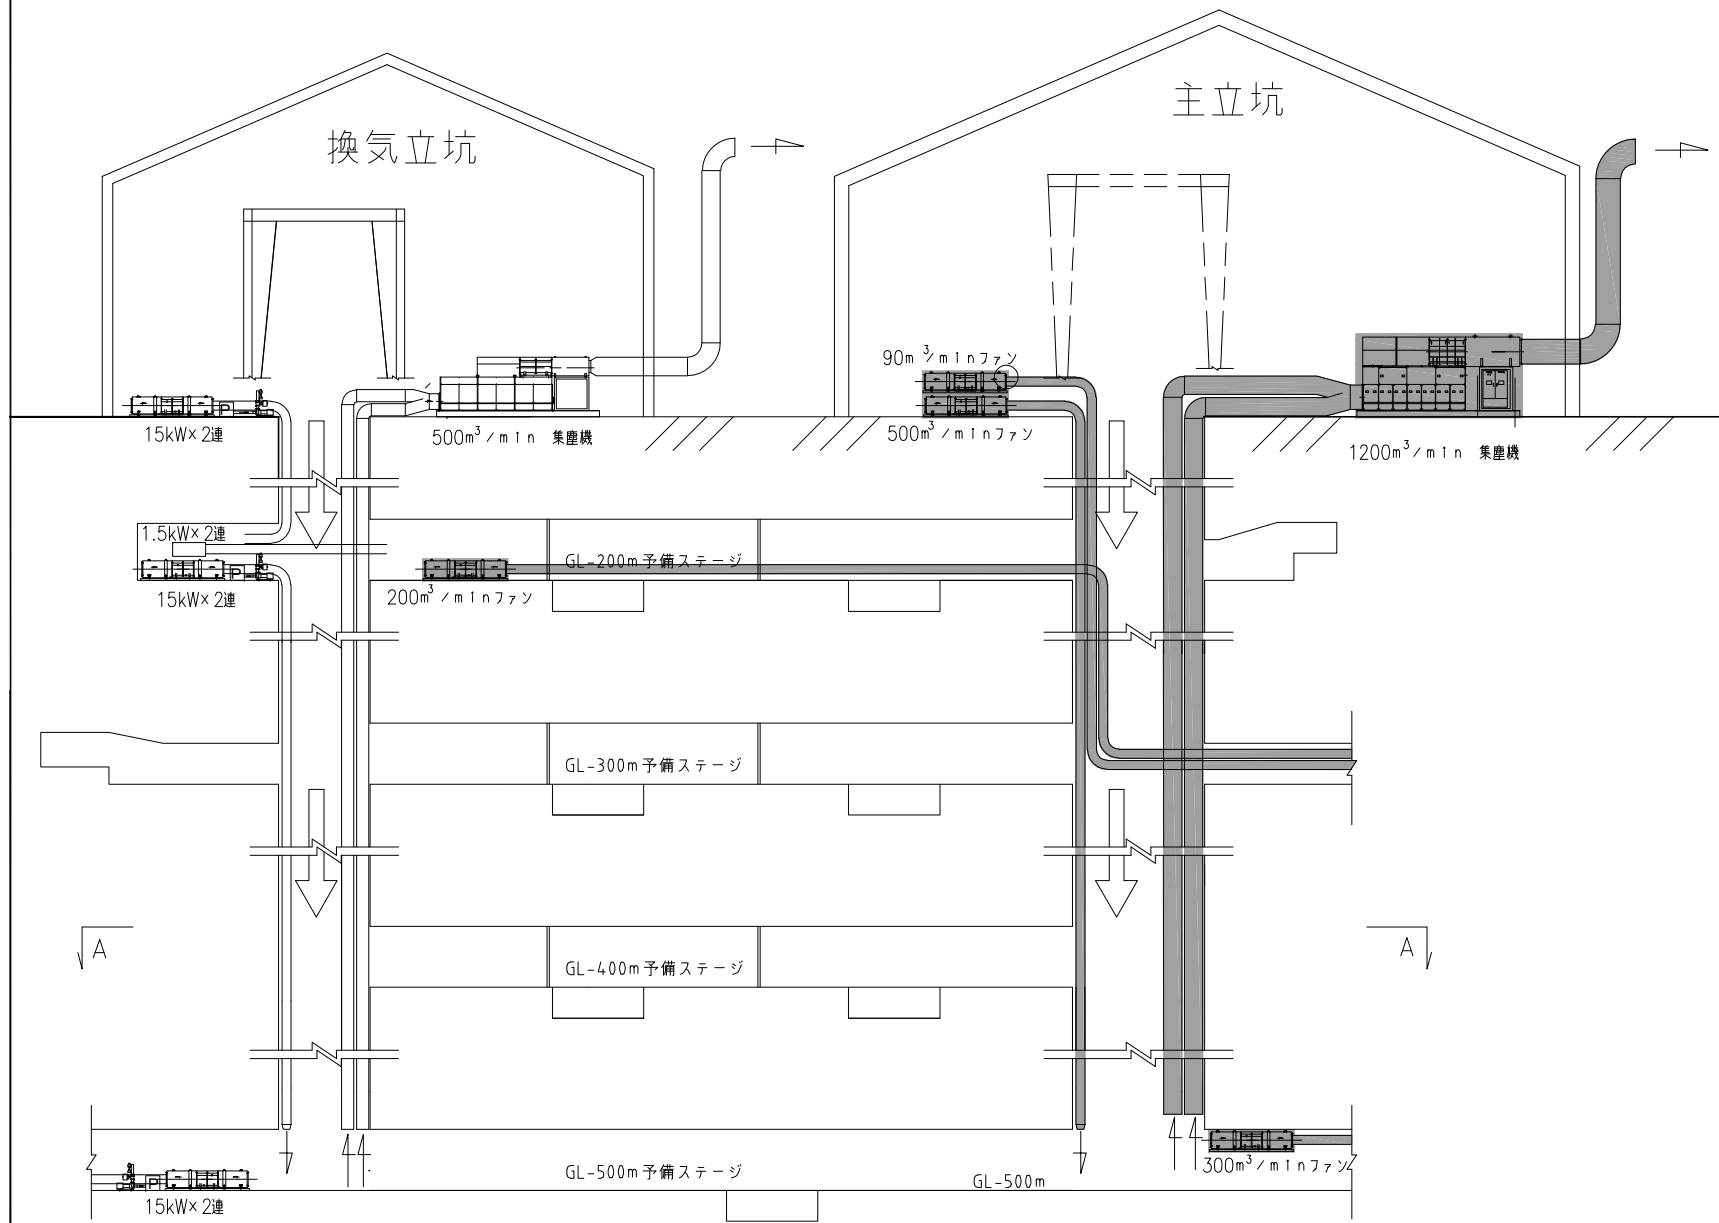 換気立坑
主立坑
90m³/minファン
15kW×2連
500m³/min 集塵機
500m³/minファン
1200m³/min 集塵機
1.5kW×2連
GL-200m予備ステージ
15kW×2連
200m³/minファン
GL-300m予備ステージ
A
A
GL-400m予備ステージ
GL-500m予備ステージ
GL-500m
300m³/minファン
15kW×2連
P
P
P